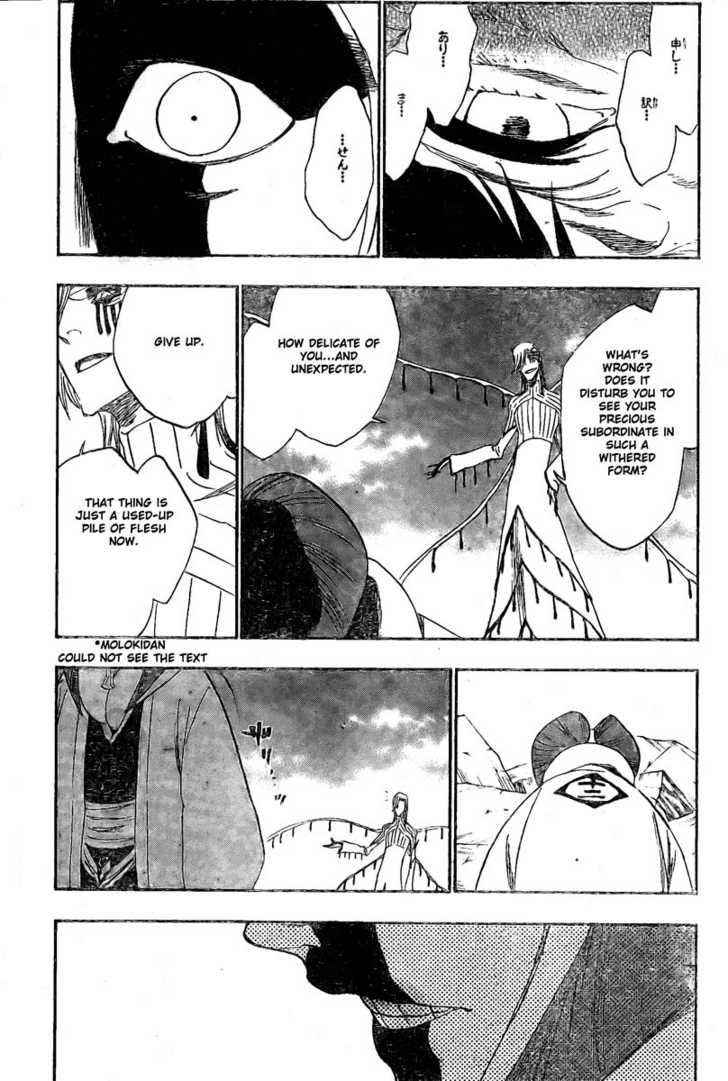 申し…
訳…
あり…
ま…
…せん…
WHAT'S
WRONG?
DOES IT
DISTURB YOU TO
SEE YOUR
PRECIOUS
SUBORDINATE IN
SUCH A
WITHERED
FORM?
HOW DELICATE OF
YOU...AND
UNEXPECTED.
GIVE UP.
THAT THING IS
JUST A USED-UP
PILE OF FLESH
NOW.
*MOLOKIDAN
COULD NOT SEE THE TEXT